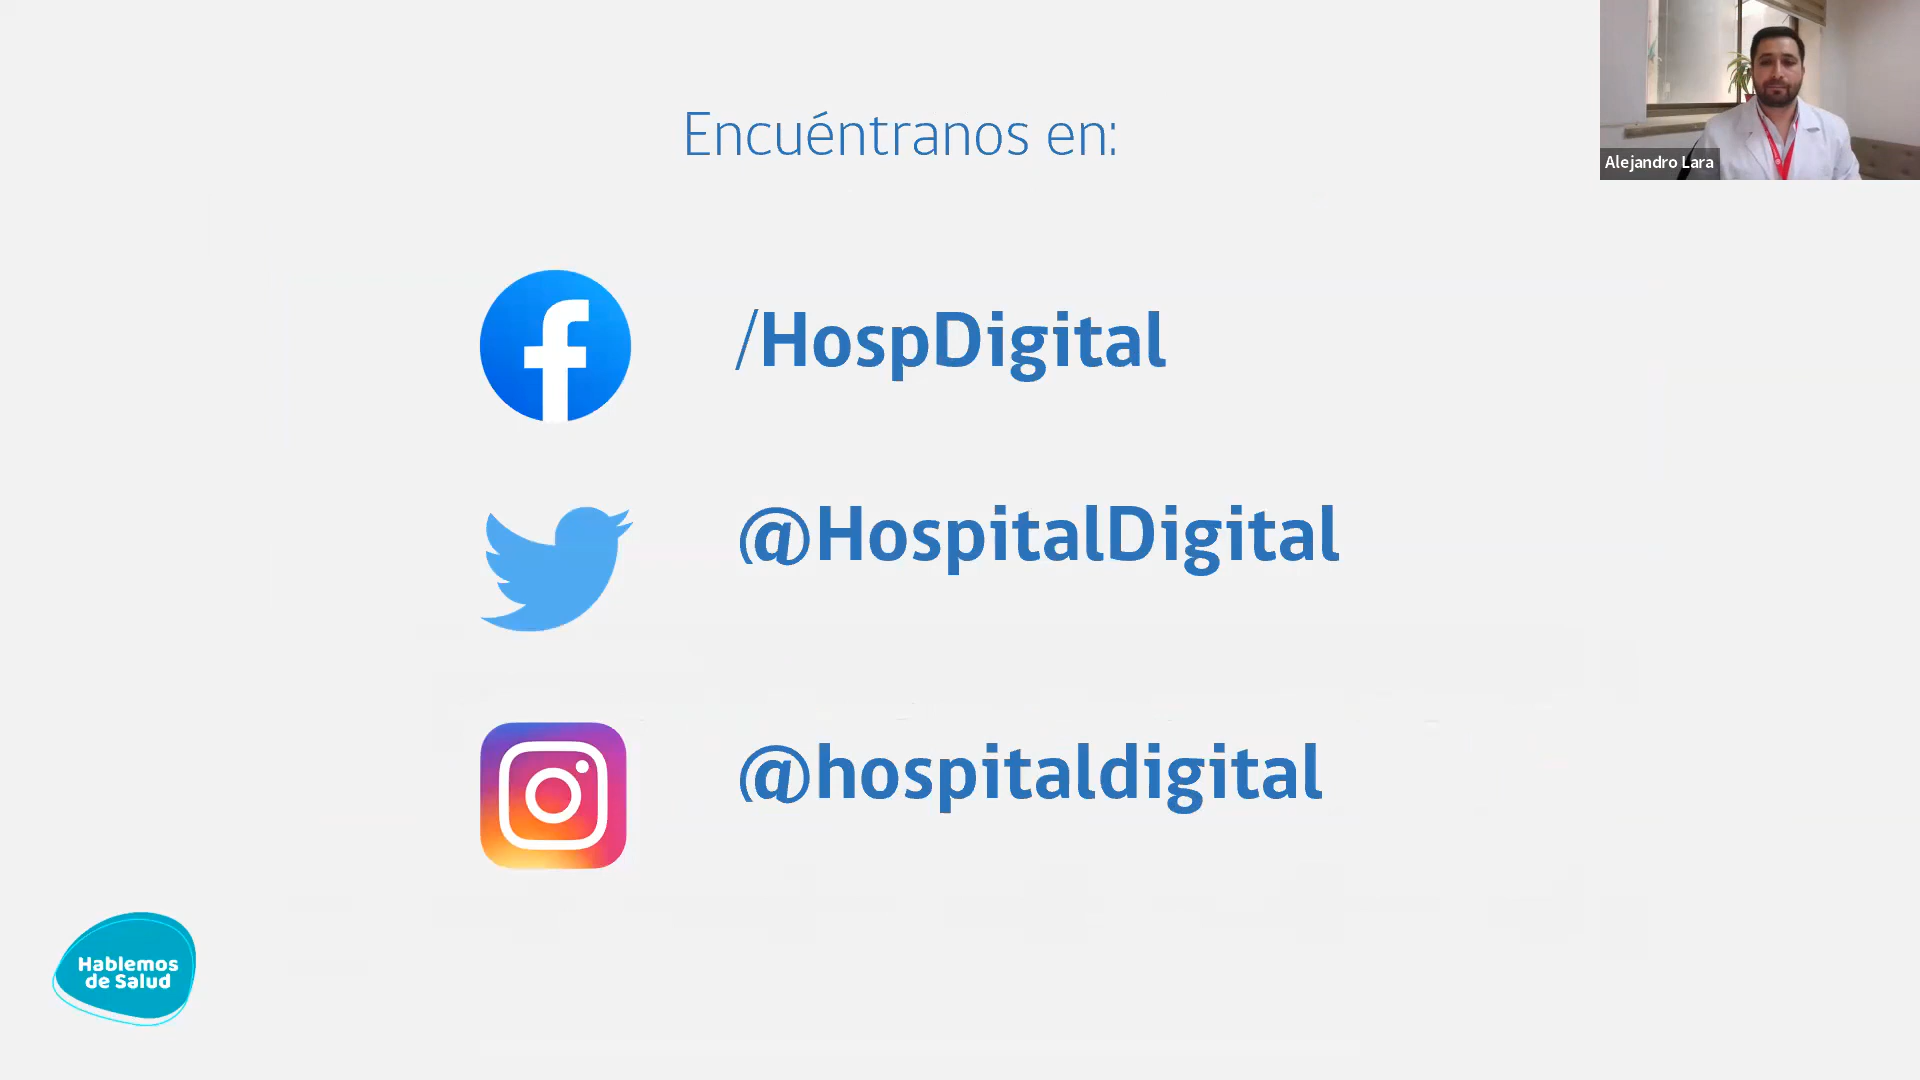 Encuéntranos en:
Alejandro Lara
/HospDigital
@HospitalDigital
@hospitaldigital
Hablemos
de Salud